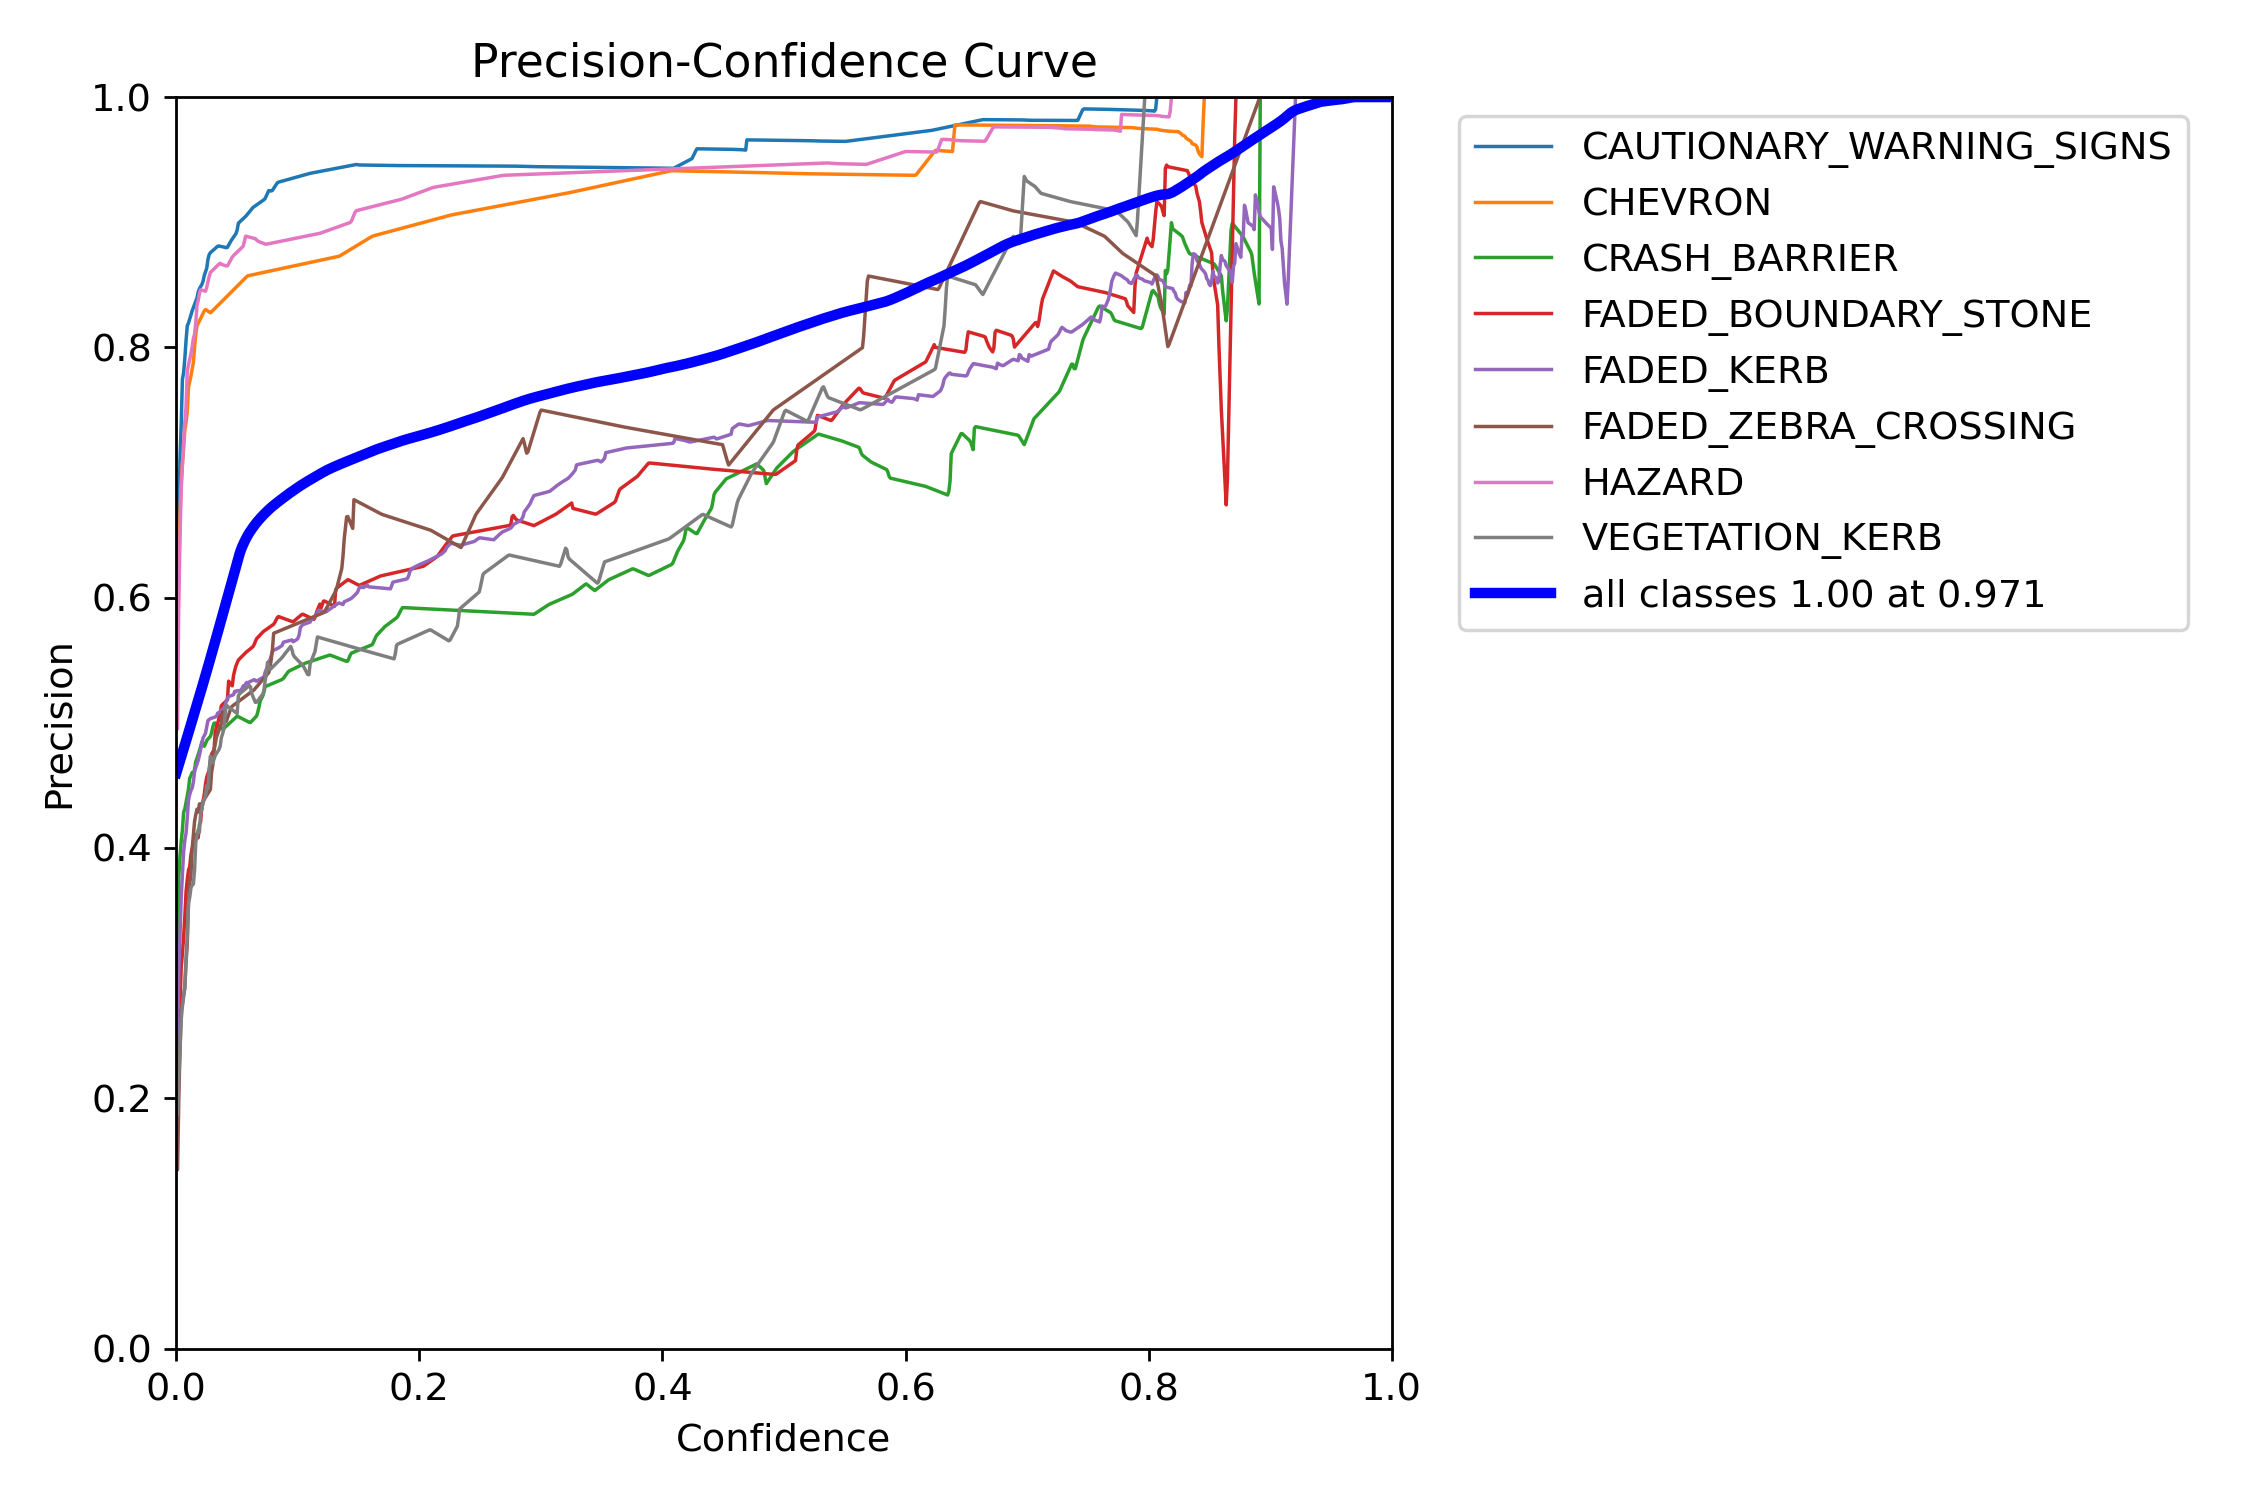 Precision-Confidence Curve
1.0
0.8
0.6
0.4
0.2
0.0
Precision
0.0 0.2 0.4 0.6 0.8 1.0
Confidence
CAUTIONARY_WARNING_SIGNS
CHEVRON
CRASH_BARRIER
FADED_BOUNDARY_STONE
FADED_KERB
FADED_ZEBRA_CROSSING
HAZARD
VEGETATION_KERB
all classes 1.00 at 0.971